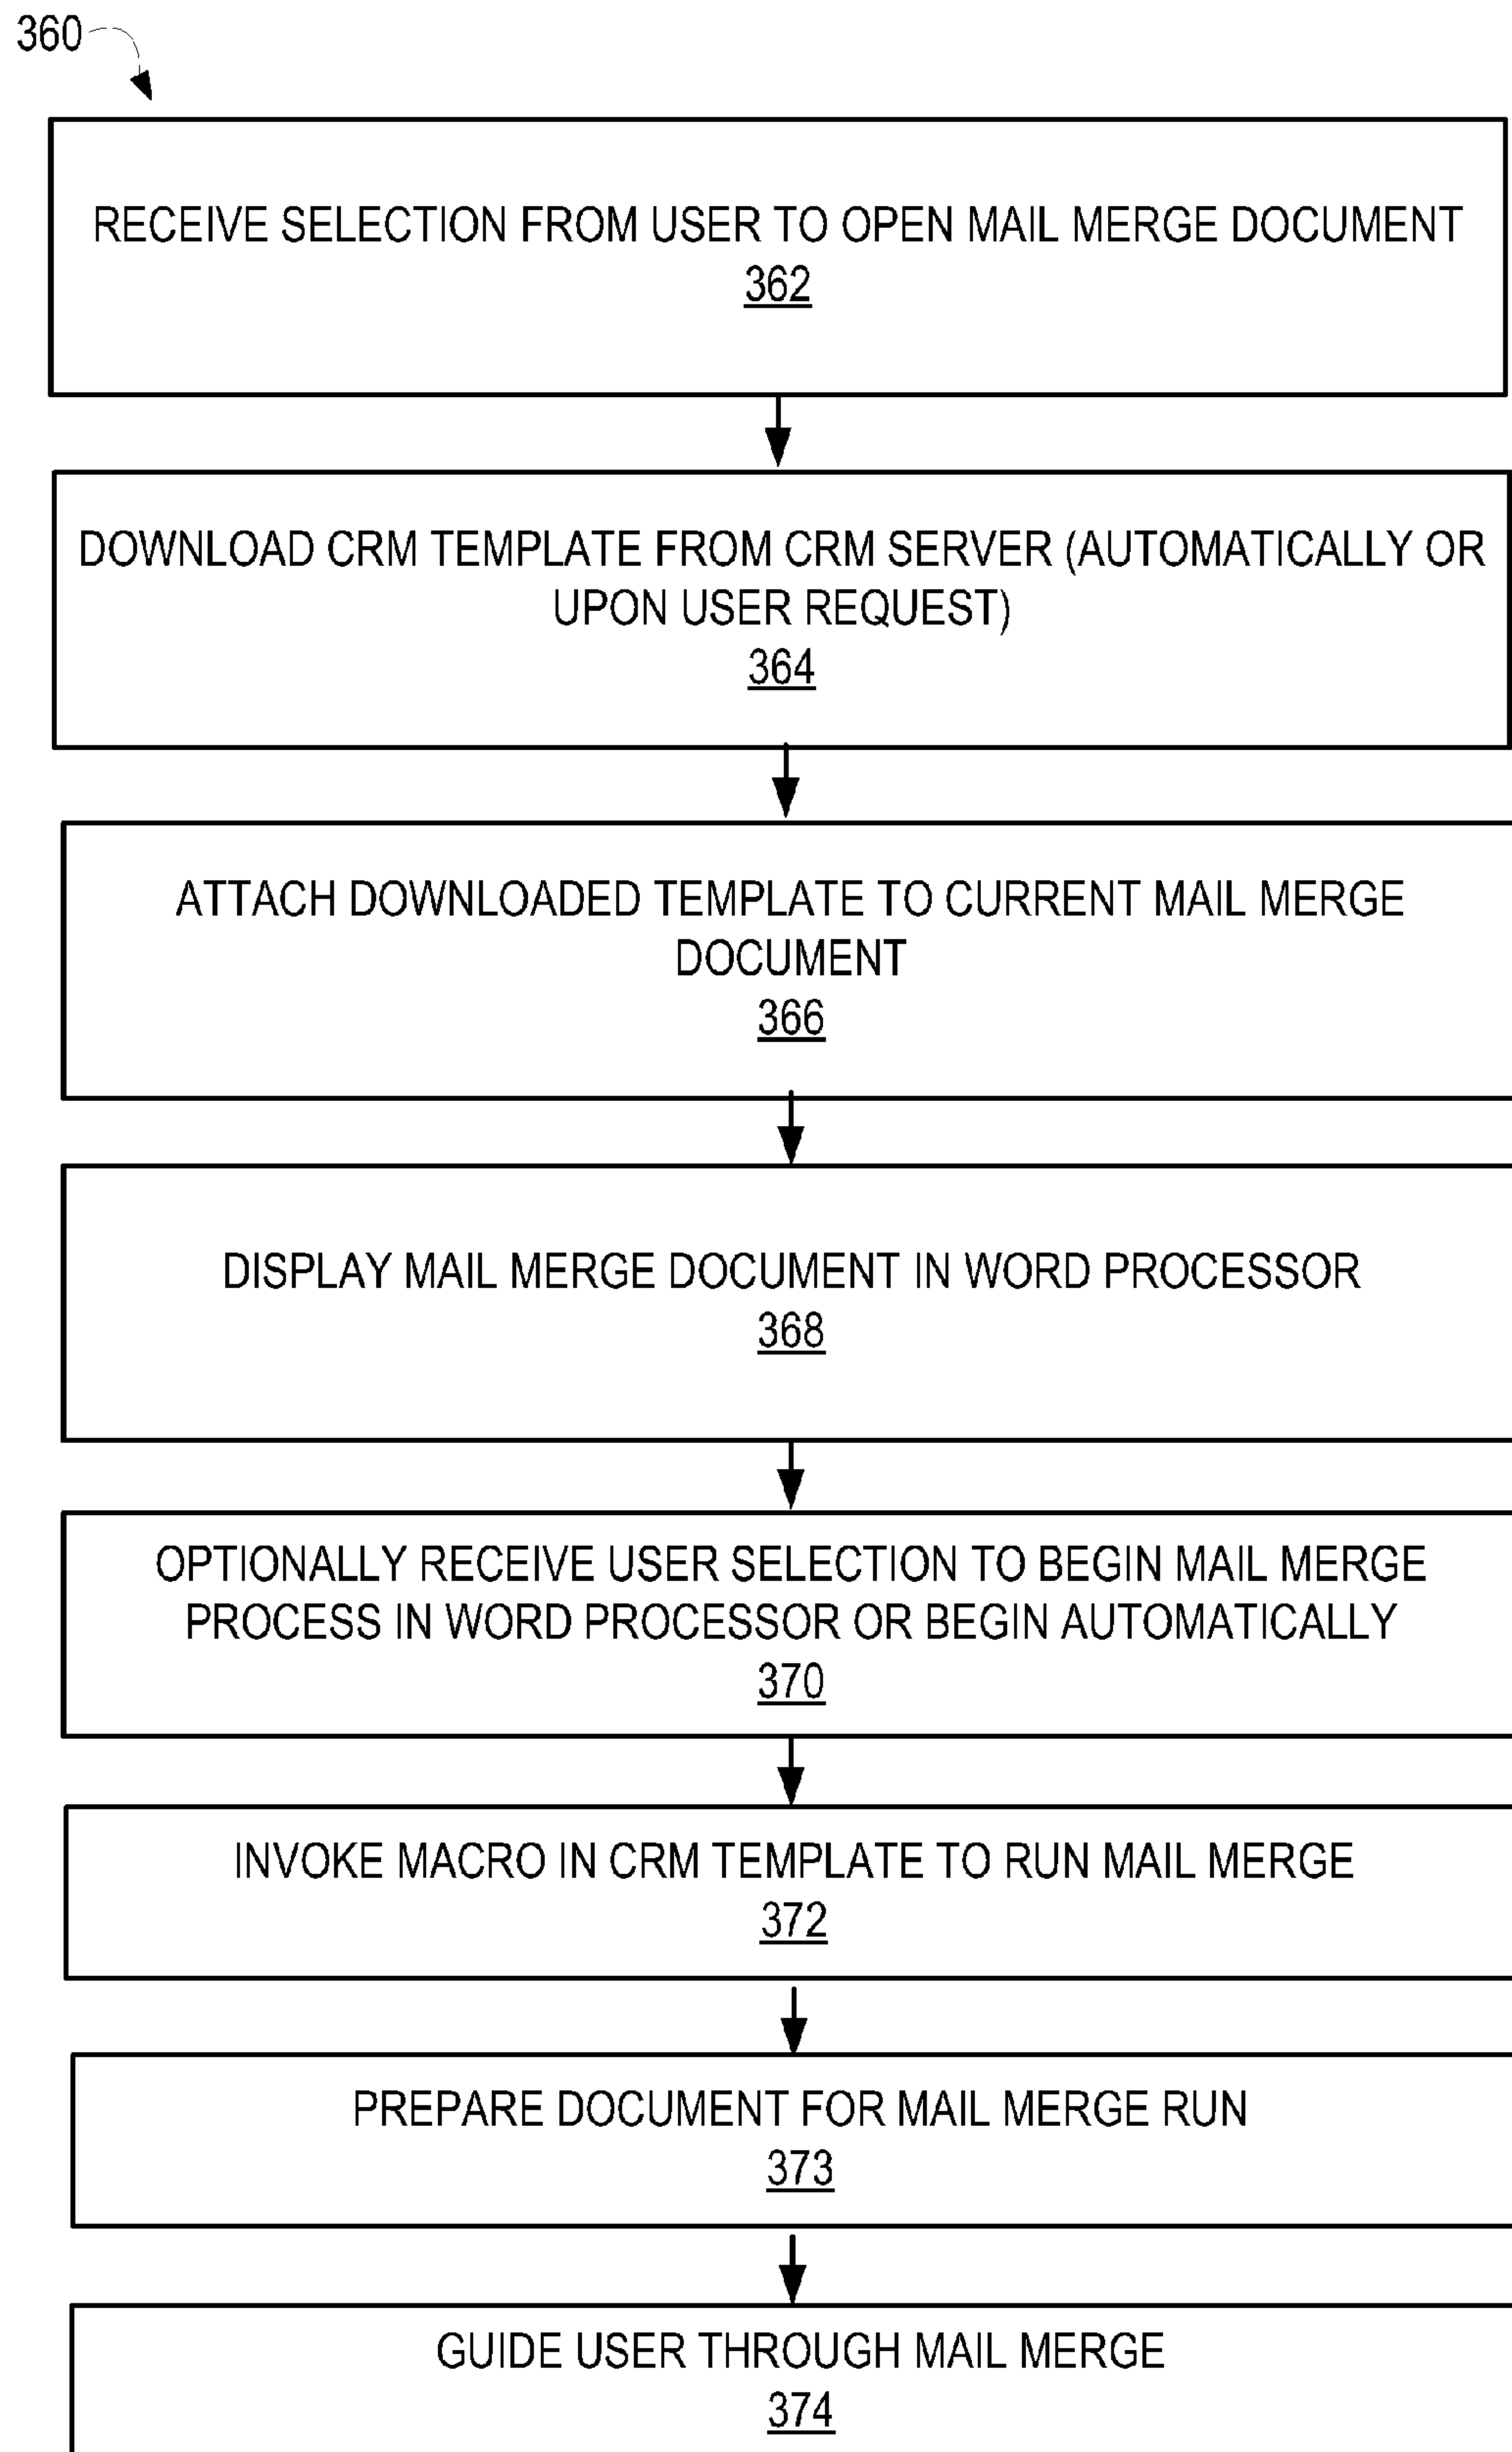 360
RECEIVE SELECTION FROM USER TO OPEN MAIL MERGE DOCUMENT
362
DOWNLOAD CRM TEMPLATE FROM CRM SERVER (AUTOMATICALLY OR
UPON USER REQUEST)
364
ATTACH DOWNLOADED TEMPLATE TO CURRENT MAIL MERGE
DOCUMENT
366
DISPLAY MAIL MERGE DOCUMENT IN WORD PROCESSOR
368
OPTIONALLY RECEIVE USER SELECTION TO BEGIN MAIL MERGE
PROCESS IN WORD PROCESSOR OR BEGIN AUTOMATICALLY
370
INVOKE MACRO IN CRM TEMPLATE TO RUN MAIL MERGE
372
PREPARE DOCUMENT FOR MAIL MERGE RUN
373
GUIDE USER THROUGH MAIL MERGE
374